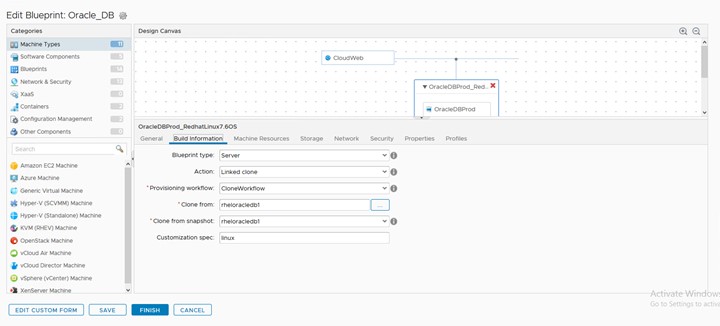 Edit Blueprint: Oracle_DB
Categories
Machine Types
Software Components
Blueprints
Network & Security
XaaS
Containers
Configuration Management
Other Components
Search
Amazon EC2 Machine
Azure Machine
Generic Virtual Machine
Hyper-V (SCVMM) Machine
Hyper-V (Standalone) Machine
KVM (RHEV) Machine
OpenStack Machine
vCloud Air Machine
vCloud Director Machine
vSphere (vCenter) Machine
XenServer Machine
Design Canvas
CloudWeb
OracleDBProd_Red..
OracleDBProd
OracleDBProd_RedhatLinux7.6OS
General Build Information Machine Resources Storage Network Security Properties Profiles
Blueprint type: Server
Action: Linked clone
* Provisioning workflow: CloneWorkflow
* Clone from: rheloracledb1 ...
* Clone from snapshot: rheloracledb1
Customization spec: linux
EDIT CUSTOM FORM SAVE FINISH CANCEL
Activate Windows
Go to Settings to activa